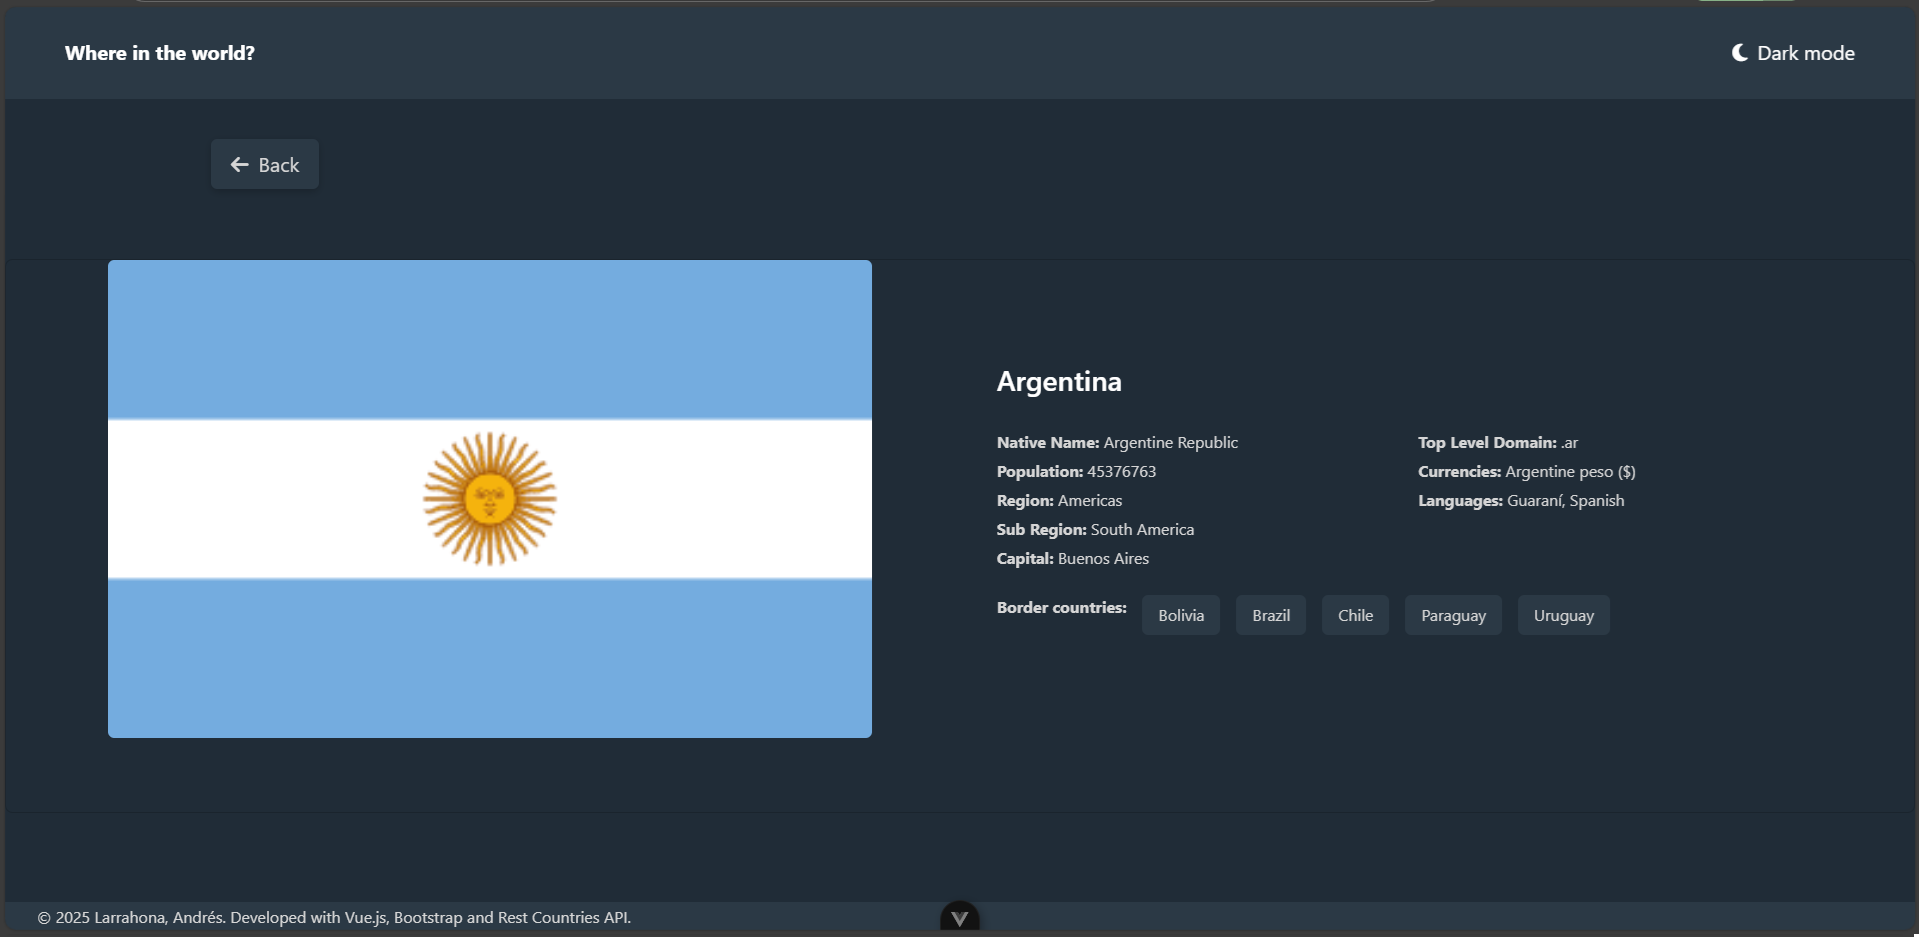 Where in the world?
Dark mode
Back
Argentina
Native Name: Argentine Republic
Population: 45376763
Region: Americas
Sub Region: South America
Capital: Buenos Aires
Top Level Domain: .ar
Currencies: Argentine peso ($)
Languages: Guaraní, Spanish
Border countries: Bolivia Brazil Chile Paraguay Uruguay
© 2025 Larrahona, Andrés. Developed with Vue.js, Bootstrap and Rest Countries API.